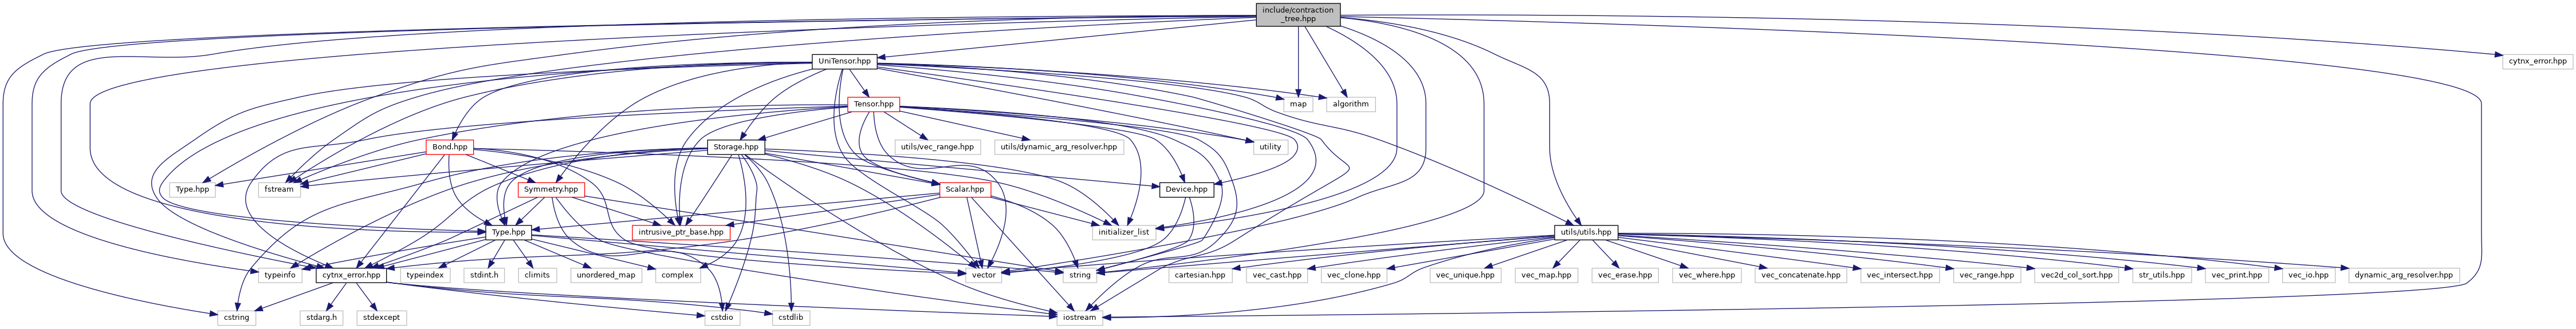 include/contraction
_tree.hpp
UniTensor.hpp
cytnx_error.hpp
Tensor.hpp
map
algorithm
Bond.hpp
Storage.hpp
utils/vec_range.hpp
utils/dynamic_arg_resolver.hpp
utility
Type.hpp
fstream
Symmetry.hpp
Scalar.hpp
Device.hpp
Type.hpp
intrusive_ptr_base.hpp
initializer_list
utils/utils.hpp
typeinfo
cytnx_error.hpp
typeindex
stdint.h
climits
unordered_map
complex
vector
string
cartesian.hpp
vec_cast.hpp
vec_clone.hpp
vec_unique.hpp
vec_map.hpp
vec_erase.hpp
vec_where.hpp
vec_concatenate.hpp
vec_intersect.hpp
vec_range.hpp
vec2d_col_sort.hpp
str_utils.hpp
vec_print.hpp
vec_io.hpp
dynamic_arg_resolver.hpp
cstring
stdarg.h
stdexcept
cstdio
cstdlib
iostream